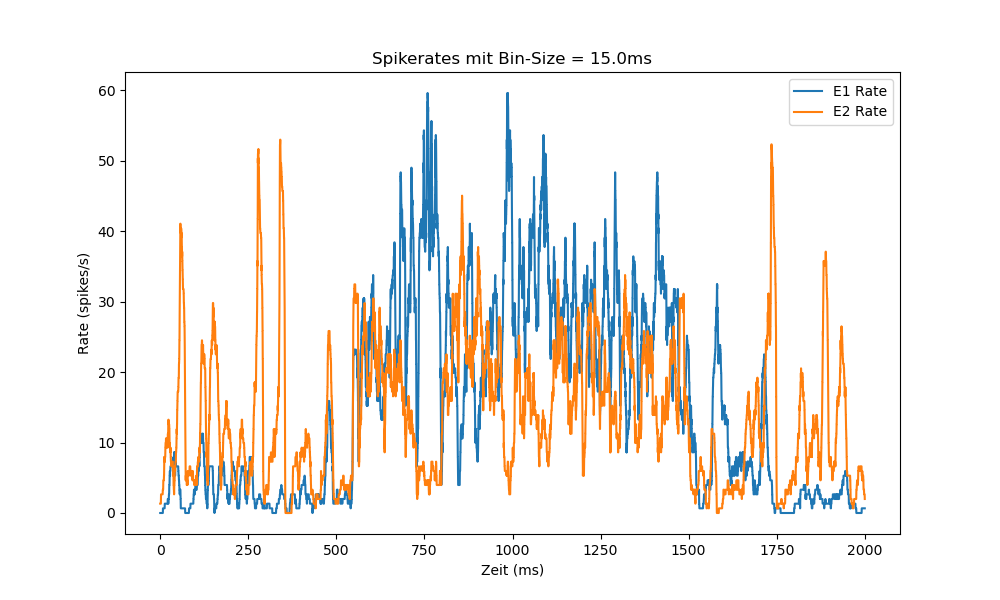 Spikerates mit Bin-Size = 15.0ms
E1 Rate
E2 Rate
Rate (spikes/s)
60
50
40
30
20
10
0
0 250 500 750 1000 1250 1500 1750 2000
Zeit (ms)